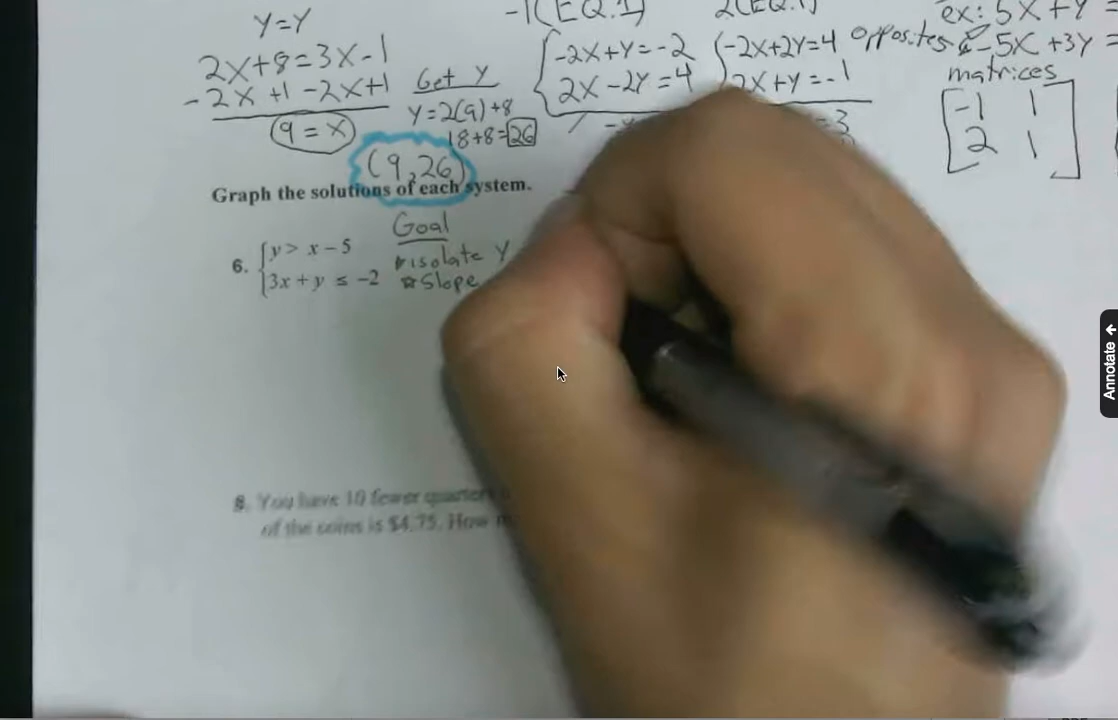 Y=Y
2x+8=3x-1
-2x +1 -2x+1
9=x
Get Y
y=2(9)+8
18+8=26
(9,26)
-1(EQ.1)
-2x+y=-2
2x-2y=4
2(EQ.1)
-2x+2y=4
2x+y=-1
opposites
ex: 5x+y=
-5x +3y=
matrices
-1 1
2 1
Graph the solutions of each system.
6. y > x - 5
3x + y ≤ -2
Goal
isolate Y
☆Slope
8. You have 10 fewer quarters
of the coins is $4.75. How
Annotate